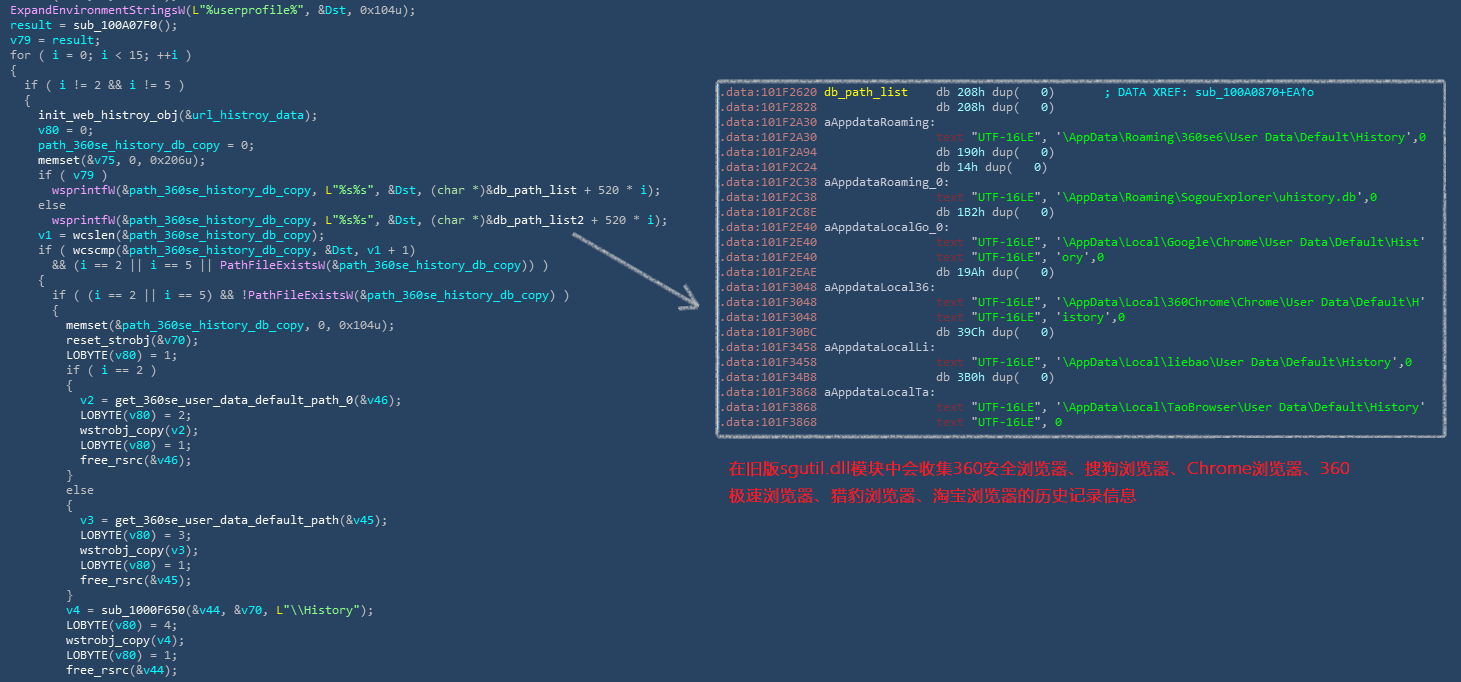 ExpandEnvironmentStringsW(L"%userprofile%", &Dst, 0x104u);
result = sub_100A07F0();
v79 = result;
for ( i = 0; i < 15; ++i )
{
if ( i != 2 && i != 5 )
{
init_web_histroy_obj(&url_histroy_data);
v80 = 0;
path_360se_history_db_copy = 0;
memset(&v75, 0, 0x206u);
if ( v79 )
wsprintfW(&path_360se_history_db_copy, L"%s%s", &Dst, (char *)&db_path_list + 520 * i);
else
wsprintfW(&path_360se_history_db_copy, L"%s%s", &Dst, (char *)&db_path_list2 + 520 * i);
v1 = wcslen(&path_360se_history_db_copy);
if ( wcscmp(&path_360se_history_db_copy, &Dst, v1 + 1)
&& (i == 2 || i == 5 || PathFileExistsW(&path_360se_history_db_copy)) )
{
if ( (i == 2 || i == 5) && !PathFileExistsW(&path_360se_history_db_copy) )
{
memset(&path_360se_history_db_copy, 0, 0x104u);
reset_strobj(&v70);
LOBYTE(v80) = 1;
if ( i == 2 )
{
v2 = get_360se_user_data_default_path_0(&v46);
LOBYTE(v80) = 2;
wstrobj_copy(v2);
LOBYTE(v80) = 1;
free_rsrc(&v46);
}
else
{
v3 = get_360se_user_data_default_path(&v45);
LOBYTE(v80) = 3;
wstrobj_copy(v3);
LOBYTE(v80) = 1;
free_rsrc(&v45);
}
v4 = sub_1000F650(&v44, &v70, L"\\History");
LOBYTE(v80) = 4;
wstrobj_copy(v4);
LOBYTE(v80) = 1;
free_rsrc(&v44);
.data:101F2620 db_path_list db 208h dup( 0) ; DATA XREF: sub_100A0870+EA↑o
.data:101F2828 db 208h dup( 0)
.data:101F2A30 aAppdataRoaming:
.data:101F2A30 text "UTF-16LE", '\AppData\Roaming\360se6\User Data\Default\History',0
.data:101F2A94 db 190h dup( 0)
.data:101F2C24 db 14h dup( 0)
.data:101F2C38 aAppdataRoaming_0:
.data:101F2C38 text "UTF-16LE", '\AppData\Roaming\SogouExplorer\uhistory.db',0
.data:101F2C8E db 1B2h dup( 0)
.data:101F2E40 aAppdataLocalGo_0:
.data:101F2E40 text "UTF-16LE", '\AppData\Local\Google\Chrome\User Data\Default\Hist'
.data:101F2E40 text "UTF-16LE", 'ory',0
.data:101F2EAE db 19Ah dup( 0)
.data:101F3048 aAppdataLocal36:
.data:101F3048 text "UTF-16LE", '\AppData\Local\360Chrome\Chrome\User Data\Default\H'
.data:101F3048 text "UTF-16LE", 'istory',0
.data:101F30BC db 39Ch dup( 0)
.data:101F3458 aAppdataLocalLi:
.data:101F3458 text "UTF-16LE", '\AppData\Local\liebao\User Data\Default\History',0
.data:101F34B8 db 3B0h dup( 0)
.data:101F3868 aAppdataLocalTa:
.data:101F3868 text "UTF-16LE", '\AppData\Local\TaoBrowser\User Data\Default\History'
.data:101F3868 text "UTF-16LE", 0
在旧版sgutil.dll模块中会收集360安全浏览器、搜狗浏览器、Chrome浏览器、360
极速浏览器、猎豹浏览器、淘宝浏览器的历史记录信息